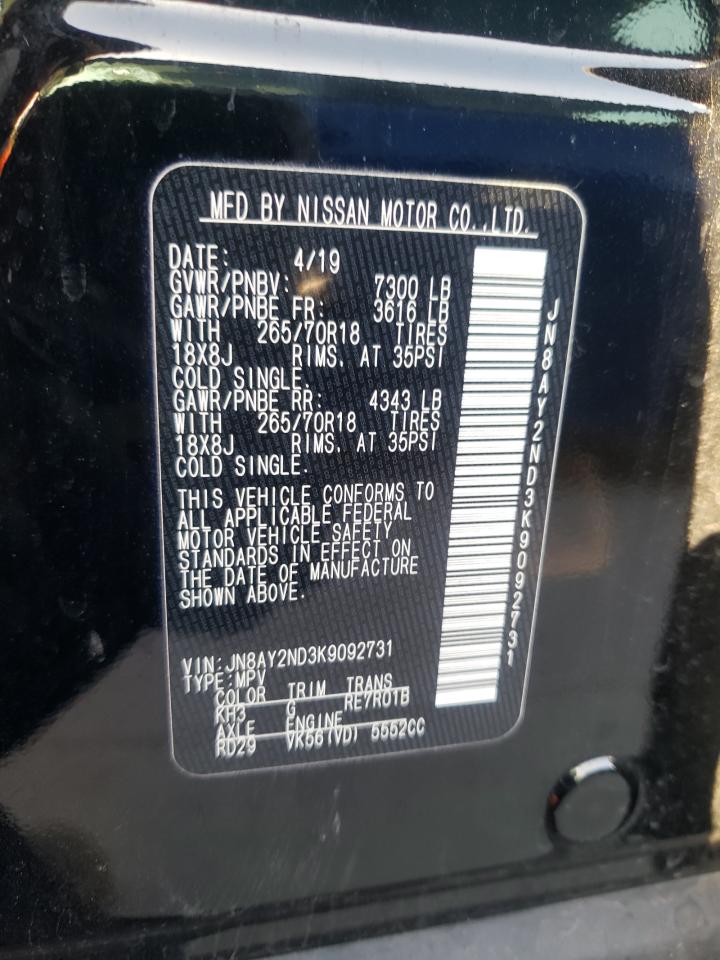 MFD BY NISSAN MOTOR CO.,LTD.
DATE: 4/19
GVWR/PNBV: 7300 LB
GAWR/PNBE FR: 3616 LB
WITH 265/70R18 TIRES
18X8J RIMS. AT 35PSI
COLD SINGLE.
GAWR/PNBE RR: 4343 LB
WITH 265/70R18 TIRES
18X8J RIMS. AT 35PSI
COLD SINGLE.
THIS VEHICLE CONFORMS TO
ALL APPLICABLE FEDERAL
MOTOR VEHICLE SAFETY
STANDARDS IN EFFECT ON
THE DATE OF MANUFACTURE
SHOWN ABOVE.
VIN:JN8AY2ND3K9092731
TYPE:MPV
COLOR TRIM TRANS
KH3 G RE7R01B
AXLE ENGINE
RD29 VK56(VD) 5552CC
JN8AY2ND3K9092731